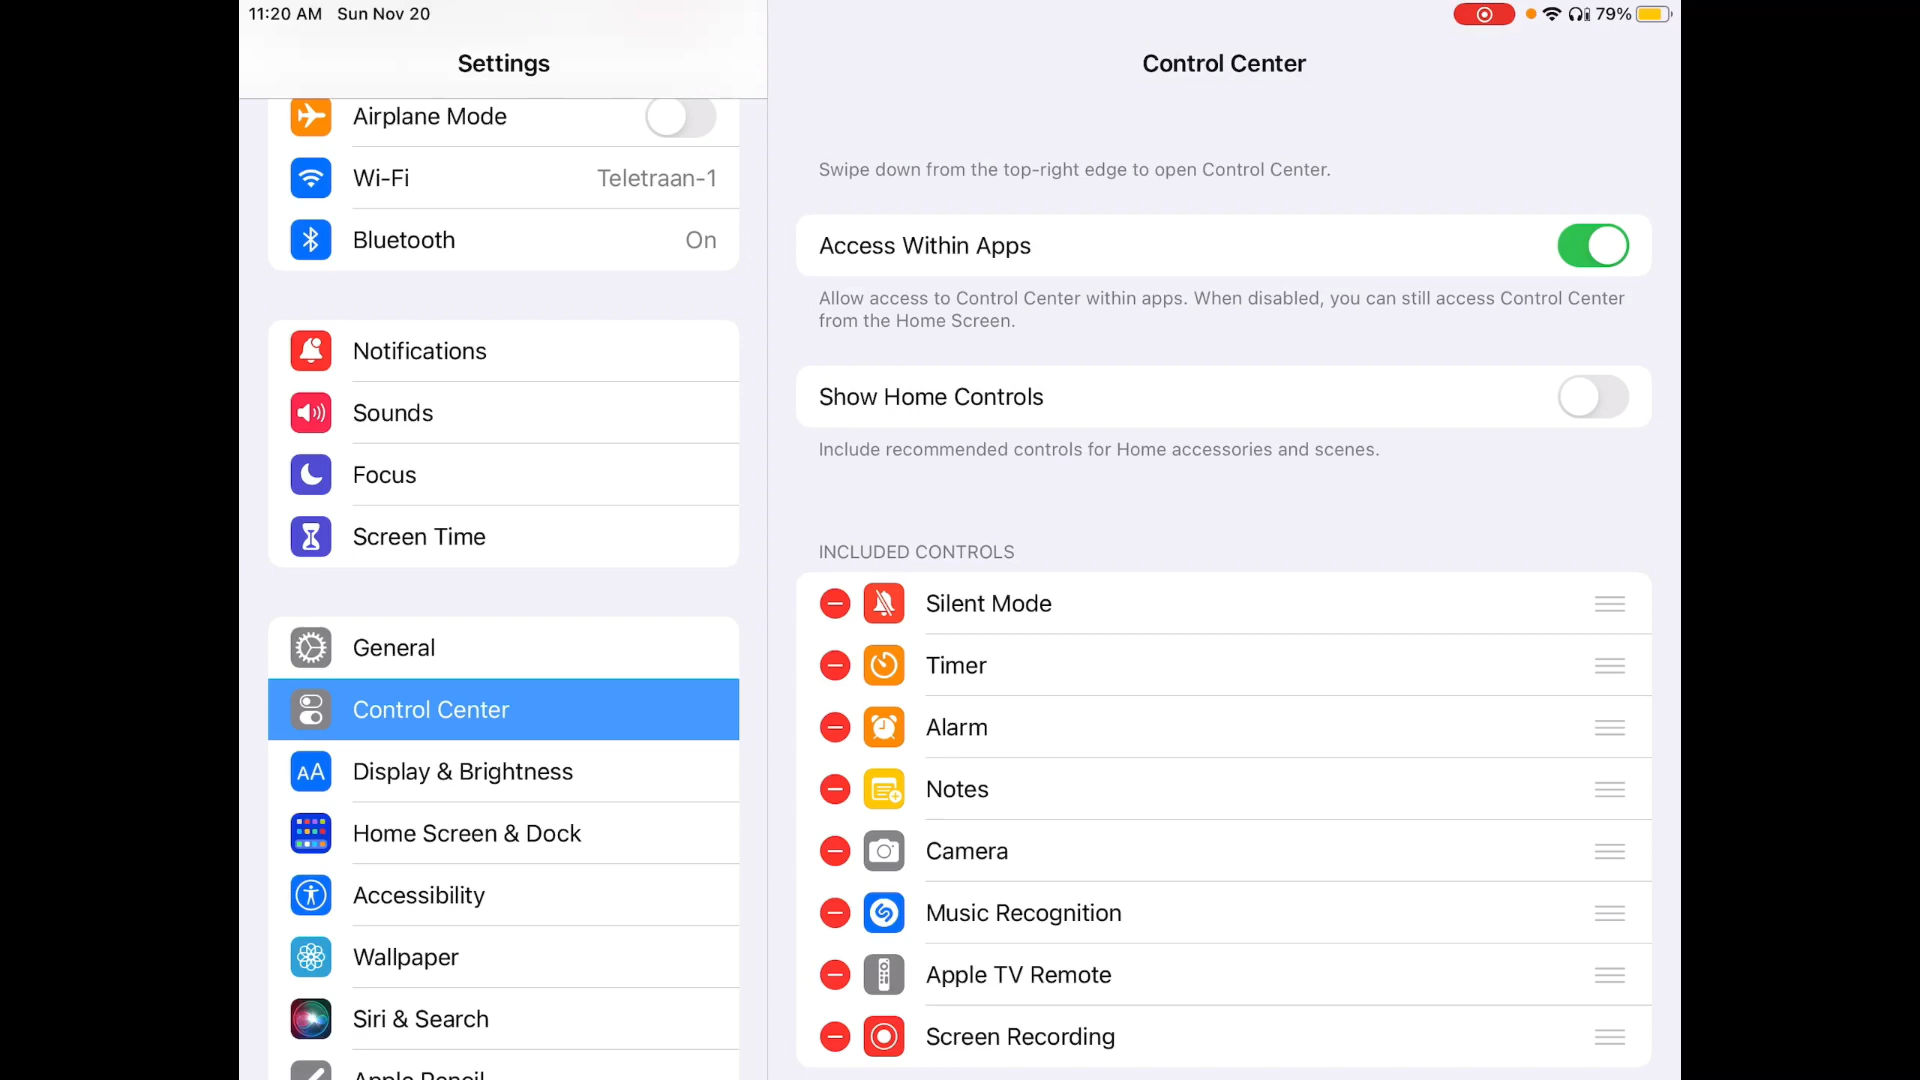 11:20 AM Sun Nov 20
79%
Settings
Airplane Mode
Wi-Fi Teletraan-1
Bluetooth On
Notifications
Sounds
Focus
Screen Time
General
Control Center
AA Display & Brightness
Home Screen & Dock
Accessibility
Wallpaper
Siri & Search
Apple Pencil
Control Center
Swipe down from the top-right edge to open Control Center.
Access Within Apps
Allow access to Control Center within apps. When disabled, you can still access Control Center
from the Home Screen.
Show Home Controls
Include recommended controls for Home accessories and scenes.
INCLUDED CONTROLS
Silent Mode
Timer
Alarm
Notes
Camera
Music Recognition
Apple TV Remote
Screen Recording